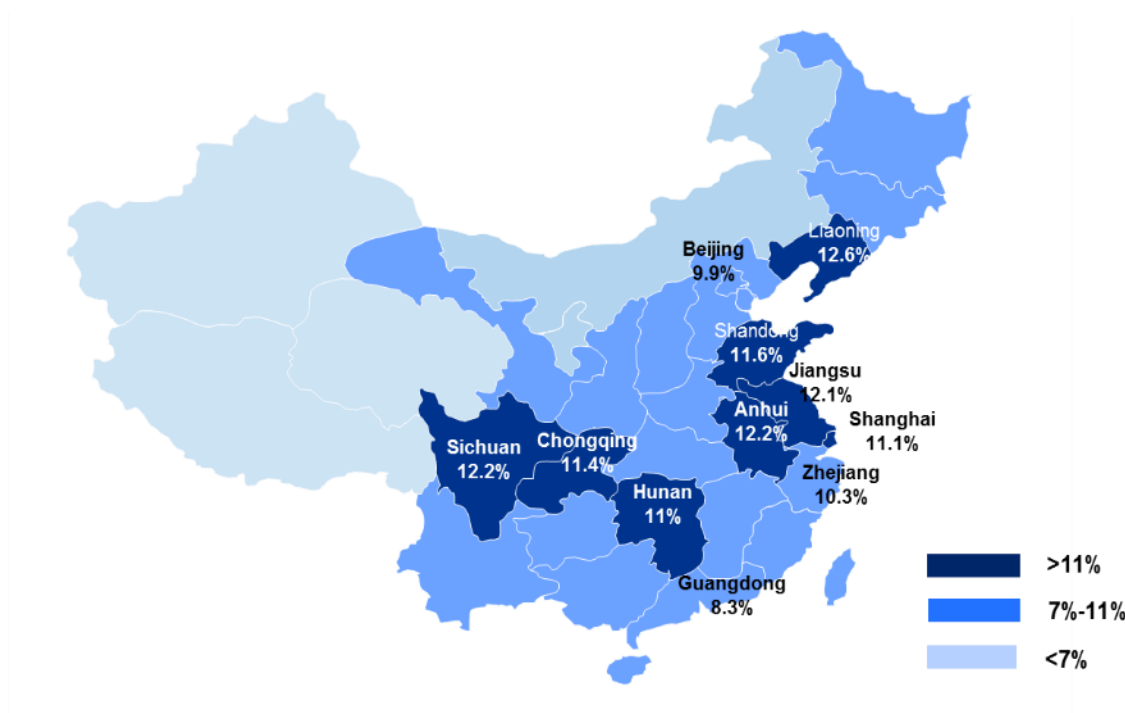 Liaoning
12.6%
Beijing
9.9%
Shandong
11.6%
Jiangsu
12.1%
Anhui
12.2%
Shanghai
11.1%
Sichuan
12.2%
Chongqing
11.4%
Zhejiang
10.3%
Hunan
11%
Guangdong
8.3%
>11%
7%-11%
<7%